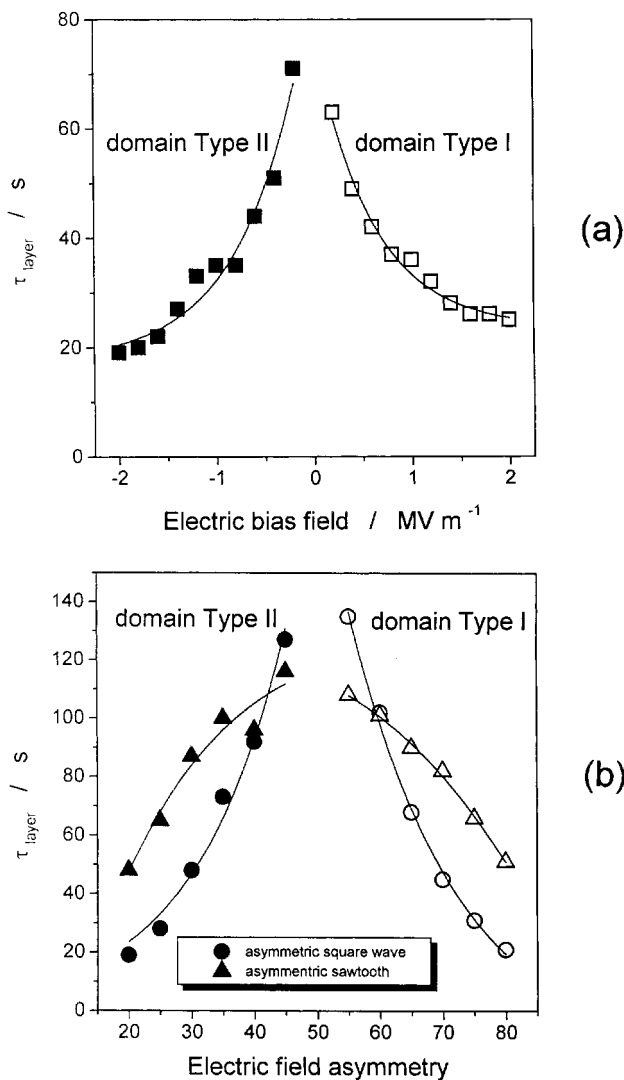 80
60
40
20
0
τ layer / s
domain Type II
domain Type I
(a)
-2 -1 0 1 2
Electric bias field / MV m -1
140
120
100
80
60
40
20
0
τ layer / s
domain Type II
domain Type I
(b)
asymmetric square wave
asymmentric sawtooth
20 30 40 50 60 70 80
Electric field asymmetry